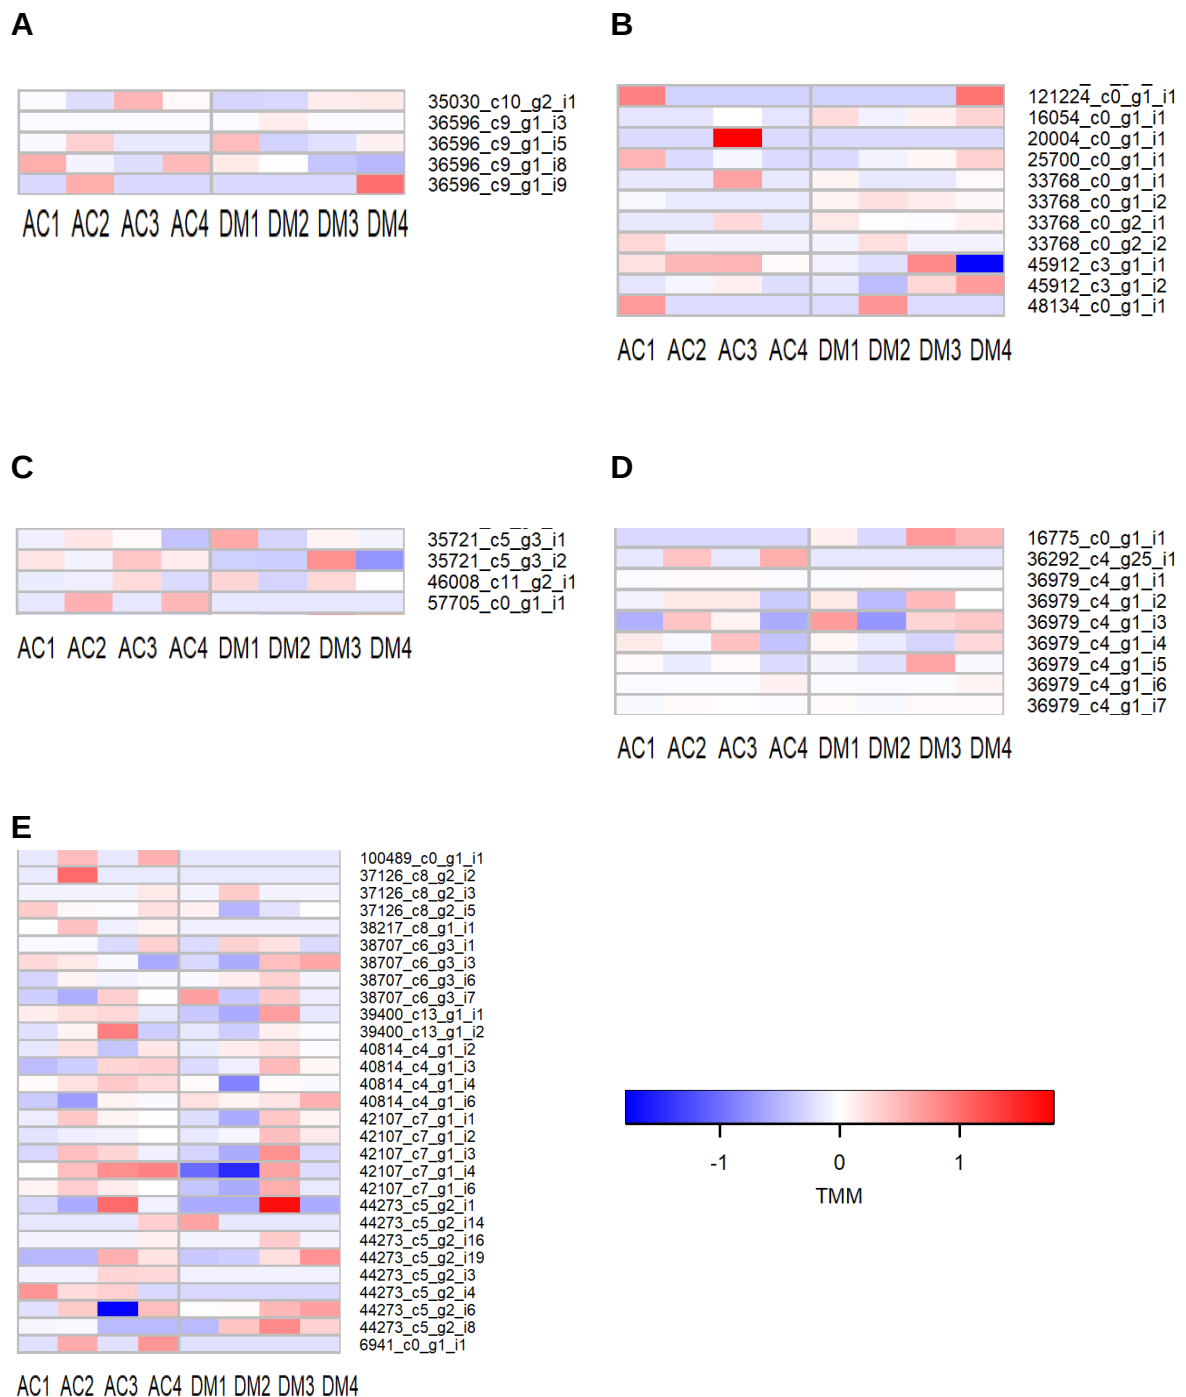 A
35030_c10_g2_i1
36596_c9_g1_i3
36596_c9_g1_i5
36596_c9_g1_i8
36596_c9_g1_i9
AC1 AC2 AC3 AC4 DM1 DM2 DM3 DM4
B
121224_c0_g1_i1
16054_c0_g1_i1
20004_c0_g1_i1
25700_c0_g1_i1
33768_c0_g1_i1
33768_c0_g1_i2
33768_c0_g2_i1
33768_c0_g2_i2
45912_c3_g1_i1
45912_c3_g1_i2
48134_c0_g1_i1
AC1 AC2 AC3 AC4 DM1 DM2 DM3 DM4
C
35721_c5_g3_i1
35721_c5_g3_i2
46008_c11_g2_i1
57705_c0_g1_i1
AC1 AC2 AC3 AC4 DM1 DM2 DM3 DM4
D
16775_c0_g1_i1
36292_c4_g25_i1
36979_c4_g1_i1
36979_c4_g1_i2
36979_c4_g1_i3
36979_c4_g1_i4
36979_c4_g1_i5
36979_c4_g1_i6
36979_c4_g1_i7
AC1 AC2 AC3 AC4 DM1 DM2 DM3 DM4
E
100489_c0_g1_i1
37126_c8_g2_i2
37126_c8_g2_i3
37126_c8_g2_i5
38217_c8_g1_i1
38707_c6_g3_i1
38707_c6_g3_i3
38707_c6_g3_i6
38707_c6_g3_i7
39400_c13_g1_i1
39400_c13_g1_i2
40814_c4_g1_i2
40814_c4_g1_i3
40814_c4_g1_i4
40814_c4_g1_i6
42107_c7_g1_i1
42107_c7_g1_i2
42107_c7_g1_i3
42107_c7_g1_i4
42107_c7_g1_i6
44273_c5_g2_i1
44273_c5_g2_i14
44273_c5_g2_i16
44273_c5_g2_i19
44273_c5_g2_i3
44273_c5_g2_i4
44273_c5_g2_i6
44273_c5_g2_i8
6941_c0_g1_i1
AC1 AC2 AC3 AC4 DM1 DM2 DM3 DM4
-1 0 1
TMM